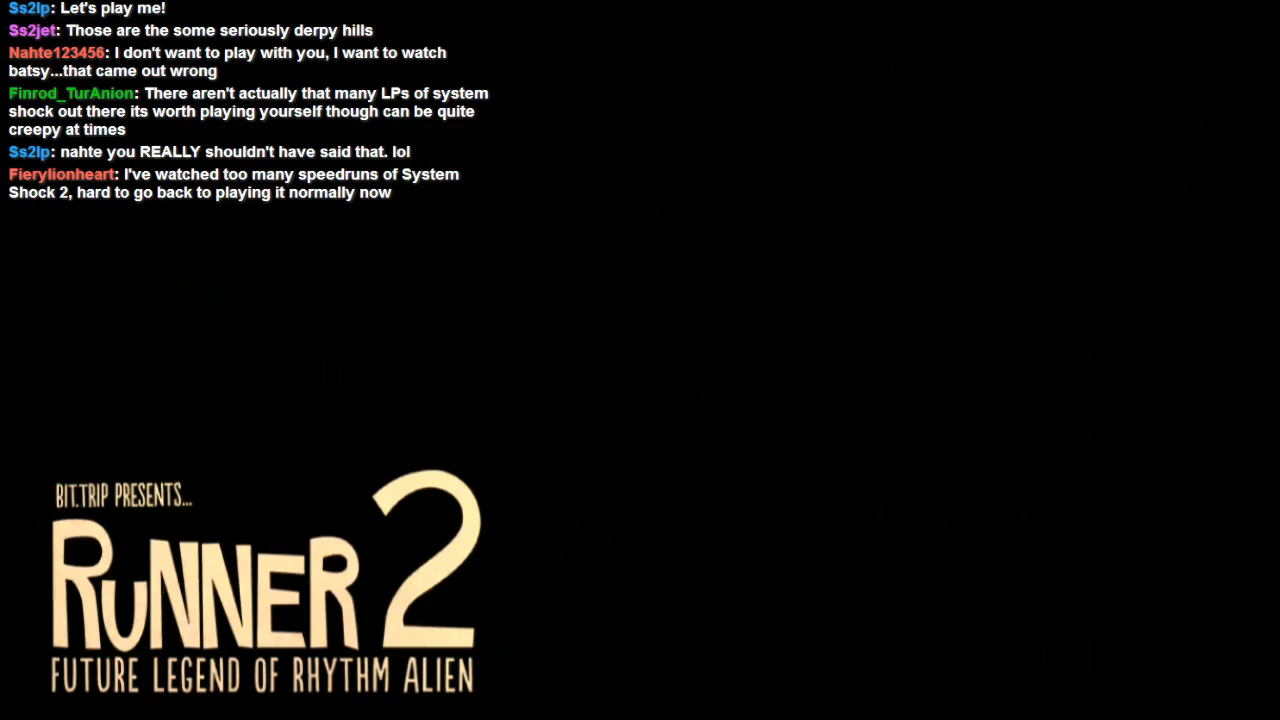 Ss2lp: Let's play me!
Ss2jet: Those are the some seriously derpy hills
Nahte123456: I don't want to play with you, I want to watch
batsy...that came out wrong
Finrod_TurAnion: There aren't actually that many LPs of system
shock out there its worth playing yourself though can be quite
creepy at times
Ss2lp: nahte you REALLY shouldn't have said that. lol
Fierylionheart: I've watched too many speedruns of System
Shock 2, hard to go back to playing it normally now
BIT.TRIP PRESENTS...
RUNNER 2
FUTURE LEGEND OF RHYTHM ALIEN